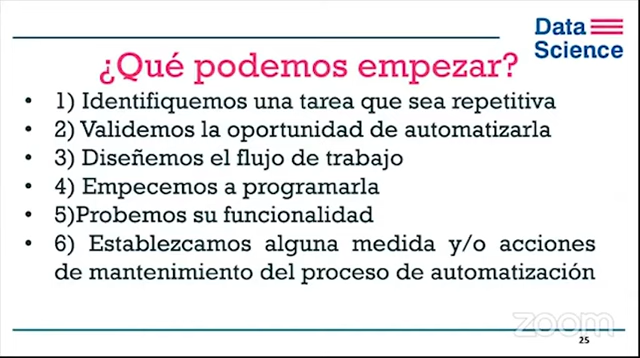 Data
Science
¿Qué podemos empezar?
• 1) Identifiquemos una tarea que sea repetitiva
• 2) Validemos la oportunidad de automatizarla
• 3) Diseñemos el flujo de trabajo
• 4) Empecemos a programarla
• 5)Probemos su funcionalidad
• 6) Establezcamos alguna medida y/o acciones
de mantenimiento del proceso de automatización
zoom
25